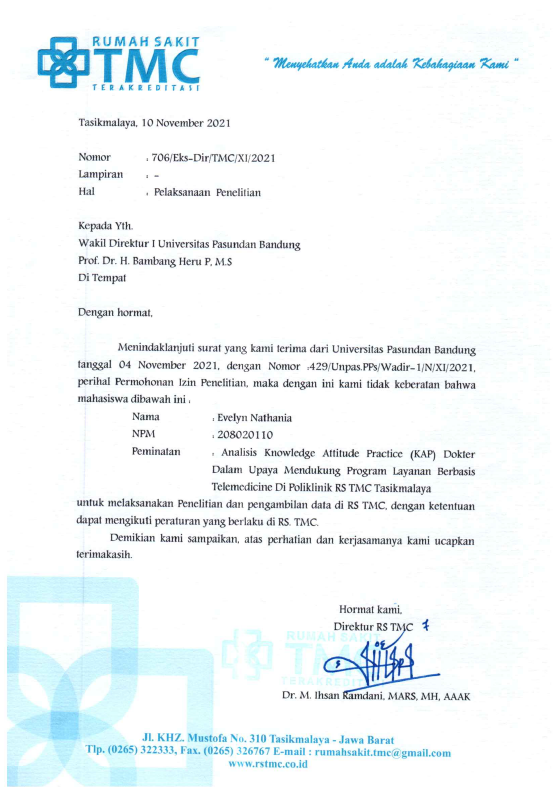 RUMAH SAKIT
TMC
TERAKREDITASI
" Menyehatkan Anda adalah Kebahagiaan Kami "
Tasikmalaya, 10 November 2021
Nomor : 706/Eks-Dir/TMC/XI/2021
Lampiran : -
Hal : Pelaksanaan Penelitian
Kepada Yth.
Wakil Direktur I Universitas Pasundan Bandung
Prof. Dr. H. Bambang Heru P, M.S
Di Tempat
Dengan hormat,
Menindaklanjuti surat yang kami terima dari Universitas Pasundan Bandung
tanggal 04 November 2021, dengan Nomor :429/Unpas.PPs/Wadir-1/N/XI/2021,
perihal Permohonan Izin Penelitian, maka dengan ini kami tidak keberatan bahwa
mahasiswa dibawah ini :
Nama : Evelyn Nathania
NPM : 208020110
Peminatan : Analisis Knowledge Attitude Practice (KAP) Dokter
Dalam Upaya Mendukung Program Layanan Berbasis
Telemedicine Di Poliklinik RS TMC Tasikmalaya
untuk melaksanakan Penelitian dan pengambilan data di RS TMC, dengan ketentuan
dapat mengikuti peraturan yang berlaku di RS. TMC.
Demikian kami sampaikan, atas perhatian dan kerjasamanya kami ucapkan
terimakasih.
Hormat kami,
Direktur RS TMC
RUMAH SAKIT
TMC
TERAKREDITASI
Dr. M. Ihsan Ramdani, MARS, MH, AAAK
Jl. KHZ. Mustofa No. 310 Tasikmalaya - Jawa Barat
Tlp. (0265) 322333, Fax. (0265) 326767 E-mail : rumahsakit.tmc@gmail.com
www.rstmc.co.id